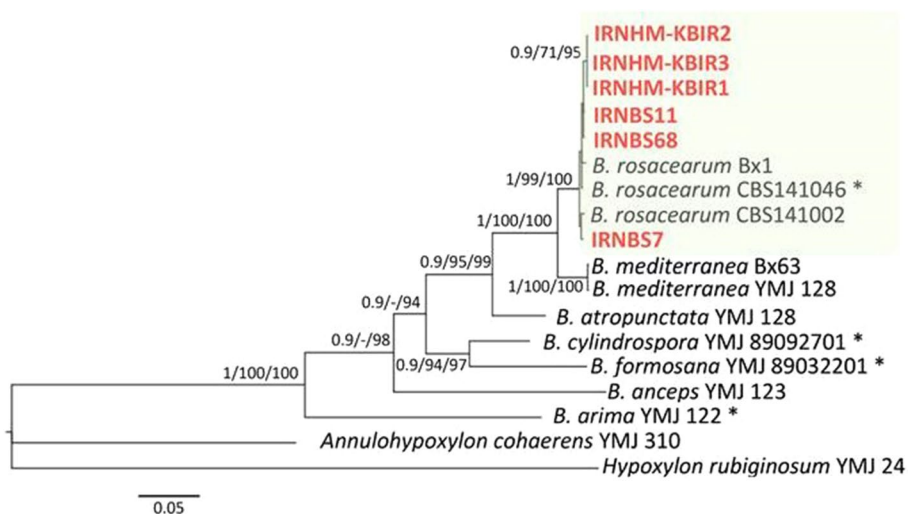 IRNHM-KBIR2
0.9/71/95
IRNHM-KBIR3
IRNHM-KBIR1
IRNBS11
IRNBS68
B. rosacearum Bx1
1/99/100
B. rosacearum CBS141046 *
B. rosacearum CBS141002
1/100/100
IRNBS7
0.9/95/99
B. mediterranea Bx63
1/100/100
B. mediterranea YMJ 128
0.9/-/94
B. atropunctata YMJ 128
0.9/-/98
B. cylindrospora YMJ 89092701 *
0.9/94/97
B. formosana YMJ 89032201 *
1/100/100
B. anceps YMJ 123
B. arima YMJ 122 *
Annulohypoxylon cohaerens YMJ 310
Hypoxylon rubiginosum YMJ 24
0.05